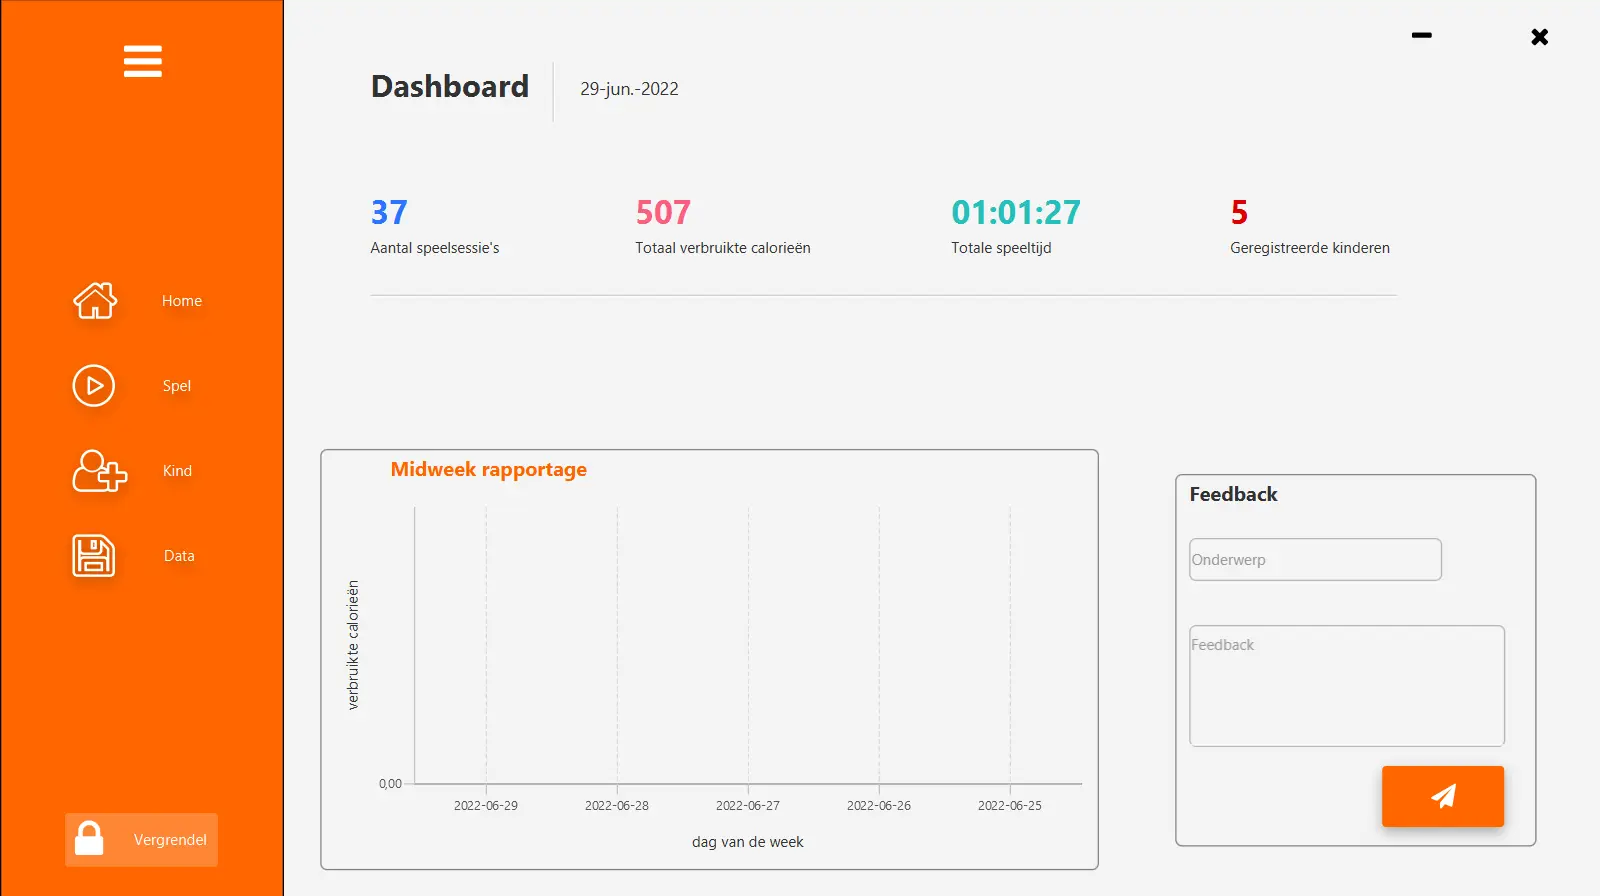 Dashboard
29-jun.-2022
37
Aantal speelsessie's
507
Totaal verbruikte calorieën
01:01:27
Totale speeltijd
5
Geregistreerde kinderen
Home
Spel
Kind
Data
Vergrendel
Midweek rapportage
verbruikte calorieën
0,00
2022-06-29
2022-06-28
2022-06-27
2022-06-26
2022-06-25
dag van de week
Feedback
Onderwerp
Feedback